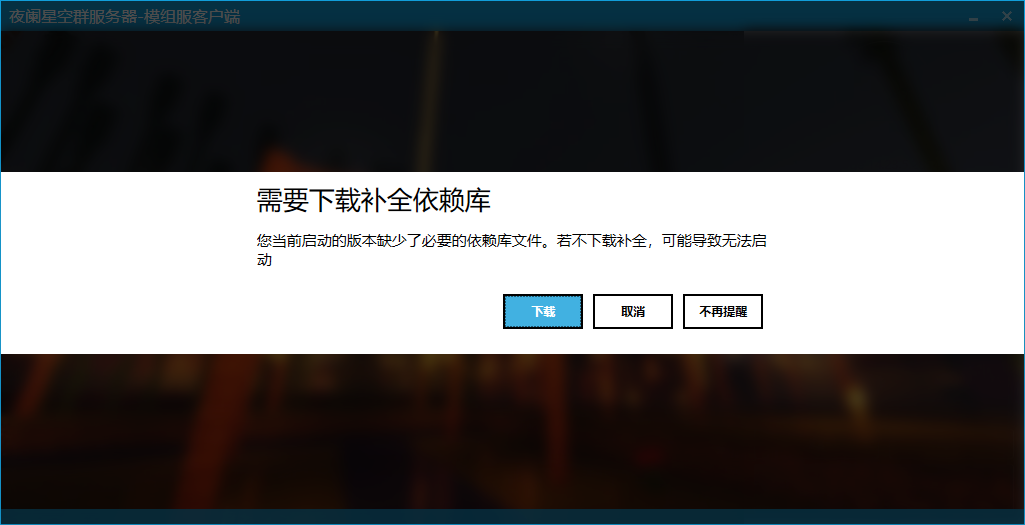 夜阑星空群服务器-模组服客户端
需要下载补全依赖库
您当前启动的版本缺少了必要的依赖库文件。若不下载补全，可能导致无法启
动
下载 取消 不再提醒